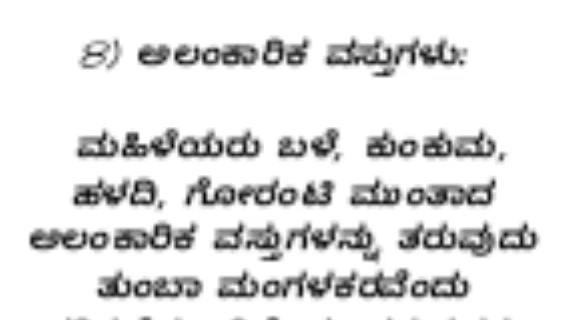 8) ಅಲಂಕಾರಿಕ ವಸ್ತುಗಳು:
ಮಹಿಳೆಯರು ಬಳೆ, ಕುಂಕುಮ,
ಹಳದಿ, ಗೋರಂಟಿ ಮುಂತಾದ
ಅಲಂಕಾರಿಕ ವಸ್ತುಗಳನ್ನು ತರುವುದು
ತುಂಬಾ ಮಂಗಳಕರವೆಂದು